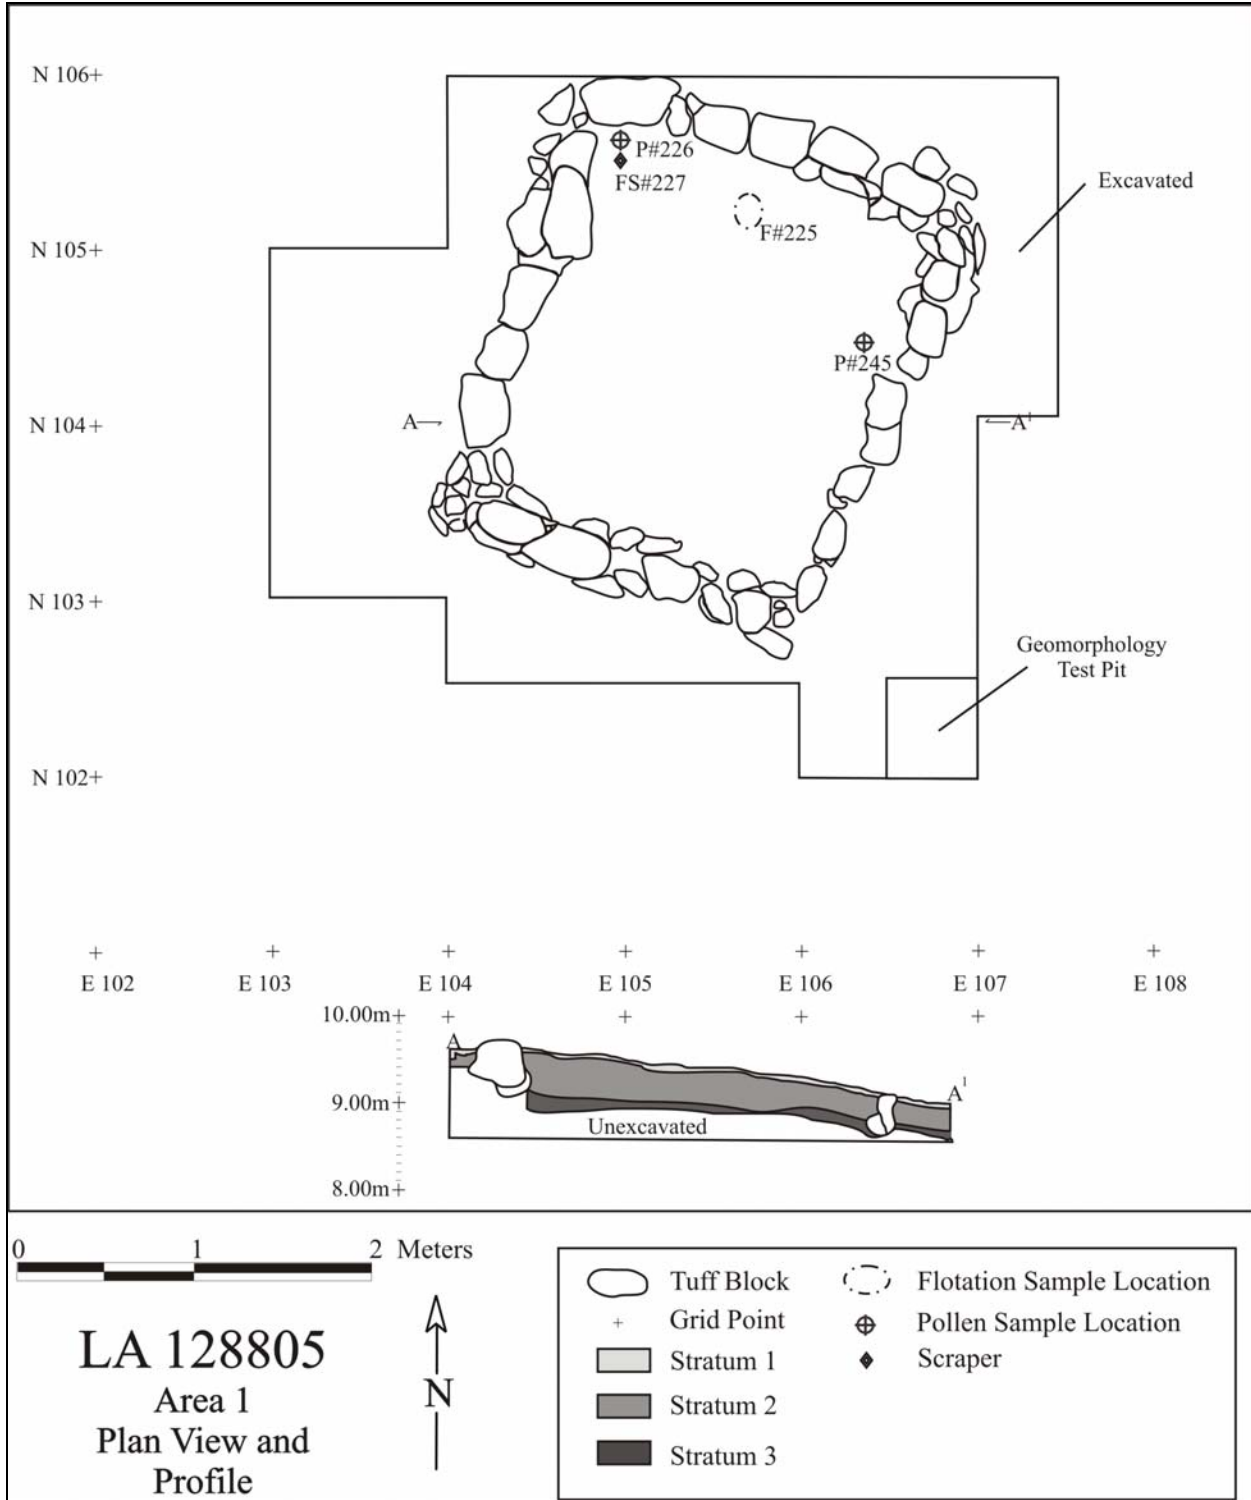 N 106+
P#226
FS#227
Excavated
F#225
N 105+
P#245
A
A¹
N 104+
N 103+
Geomorphology
Test Pit
N 102+
E 102 E 103 E 104 E 105 E 106 E 107 E 108
10.00m+
A
A¹
9.00m+
Unexcavated
8.00m+
0 1 2 Meters
LA 128805
Area 1
Plan View and
Profile
N
Tuff Block
Grid Point
Stratum 1
Stratum 2
Stratum 3
Flotation Sample Location
Pollen Sample Location
Scraper